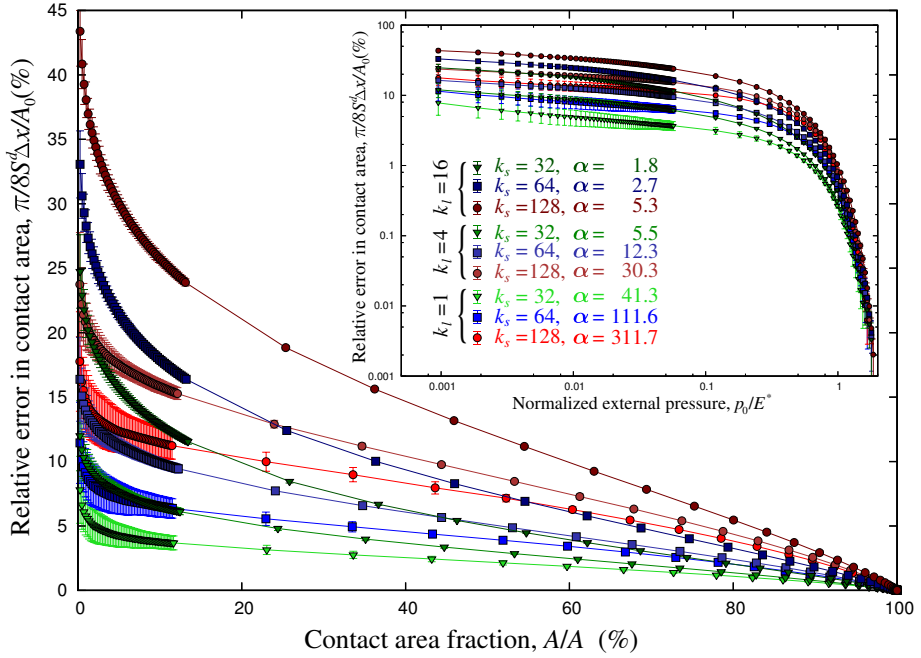 Relative error in contact area, π/8S^dΔx/A₀(%)
45
40
35
30
25
20
15
10
5
0
0
20
40
60
80
100
Contact area fraction, A/A (%)
Relative error in contact area, π/8S^dΔx/A₀(%)
100
10
1
0.1
0.01
0.001
0.001
0.01
0.1
1
Normalized external pressure, p₀/E*
k_l = 16
k_s = 32, α = 1.8
k_s = 64, α = 2.7
k_s = 128, α = 5.3
k_l = 4
k_s = 32, α = 5.5
k_s = 64, α = 12.3
k_s = 128, α = 30.3
k_l = 1
k_s = 32, α = 41.3
k_s = 64, α = 111.6
k_s = 128, α = 311.7